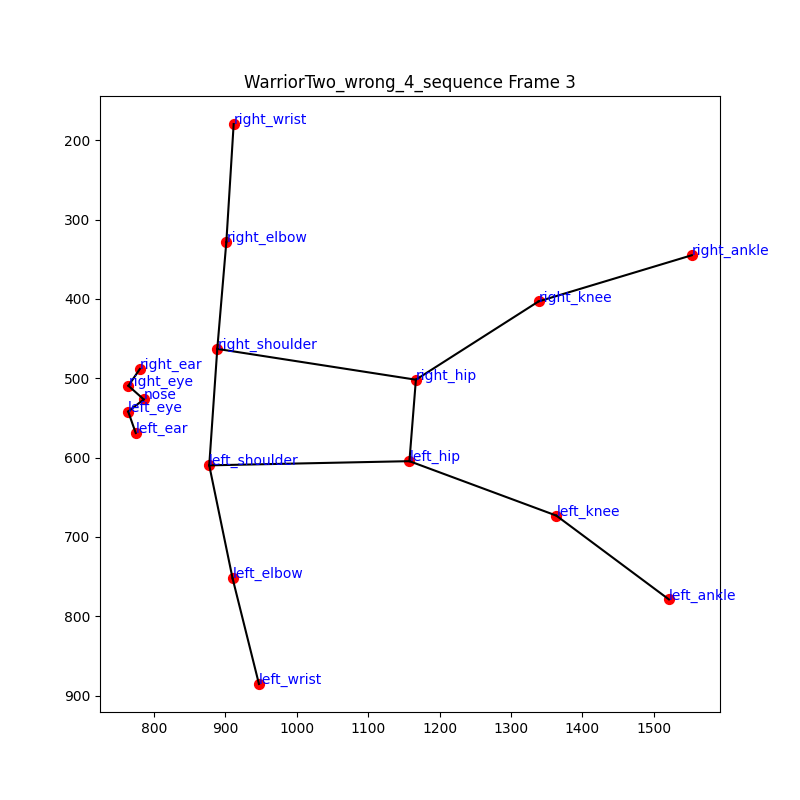 WarriorTwo_wrong_4_sequence Frame 3
right_wrist
right_elbow
right_ankle
right_knee
right_shoulder
right_ear
right_hip
right_eye
nose
left_eye
left_ear
left_hip
left_shoulder
left_knee
left_elbow
left_ankle
left_wrist
200
300
400
500
600
700
800
900
800 900 1000 1100 1200 1300 1400 1500